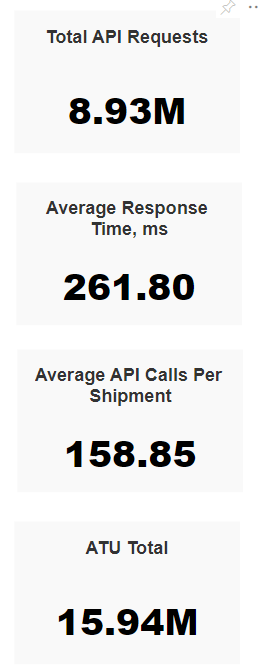 Total API Requests
8.93M
Average Response
Time, ms
261.80
Average API Calls Per
Shipment
158.85
ATU Total
15.94M